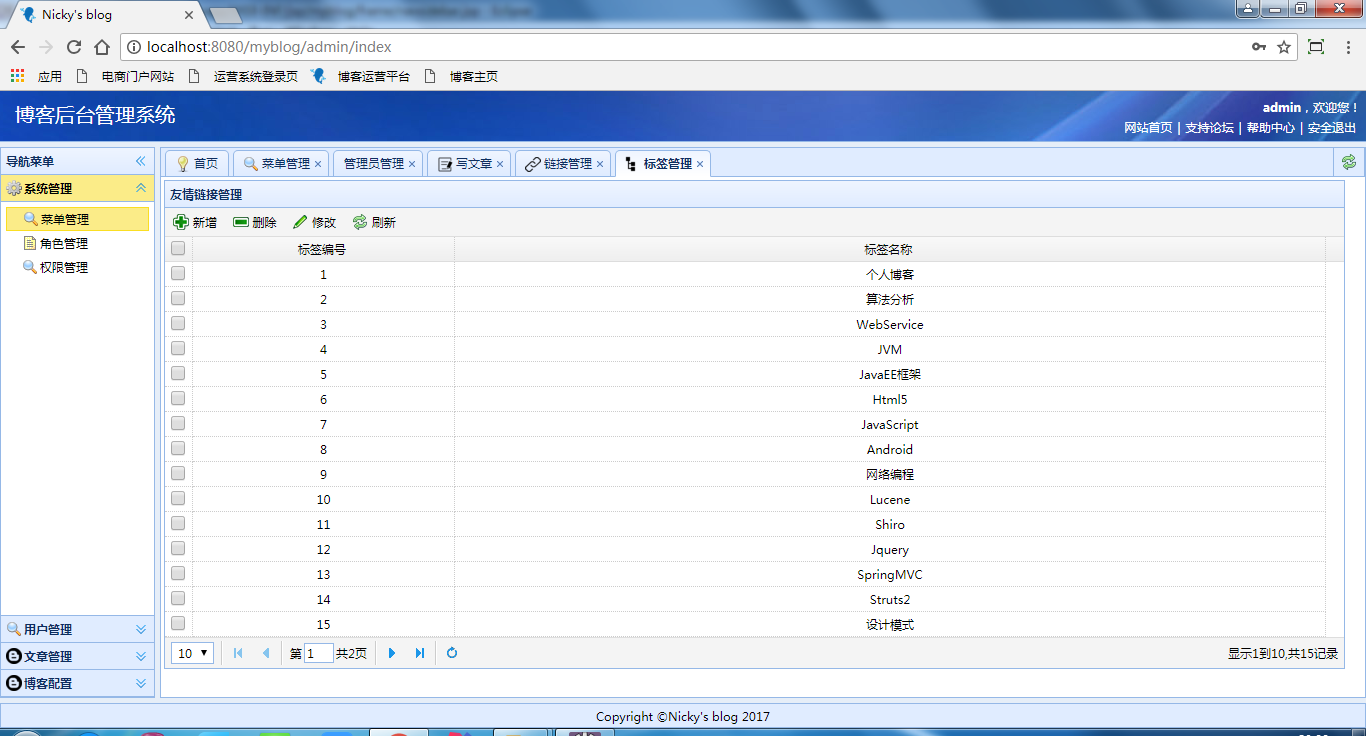 Nicky's blog
localhost:8080/myblog/admin/index
应用 电商门户网站 运营系统登录页 博客运营平台 博客主页
博客后台管理系统
admin，欢迎您！
网站首页 | 支持论坛 | 帮助中心 | 安全退出
导航菜单
系统管理
菜单管理
角色管理
权限管理
用户管理
文章管理
博客配置
首页 菜单管理 管理员管理 写文章 链接管理 标签管理
友情链接管理
新增 删除 修改 刷新
标签编号 标签名称
1 个人博客
2 算法分析
3 WebService
4 JVM
5 JavaEE框架
6 Html5
7 JavaScript
8 Android
9 网络编程
10 Lucene
11 Shiro
12 Jquery
13 SpringMVC
14 Struts2
15 设计模式
10 第 1 共2页 显示1到10,共15记录
Copyright ©Nicky's blog 2017